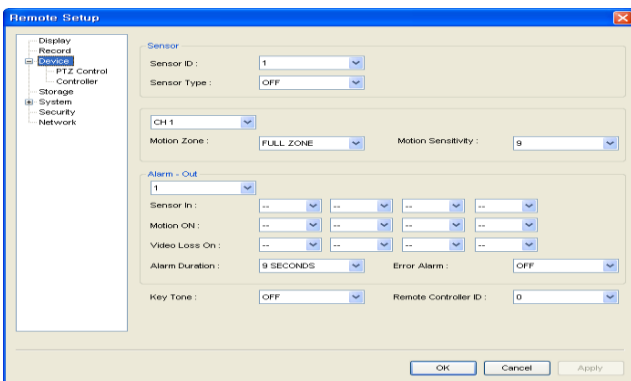 Remote Setup
Display
Record
Device
PTZ Control
Controller
Storage
System
Security
Network
Sensor
Sensor ID : 1
Sensor Type : OFF
CH 1
Motion Zone : FULL ZONE Motion Sensitivity : 9
Alarm - Out
1
Sensor In : -- -- -- --
Motion ON : -- -- -- --
Video Loss On : -- -- -- --
Alarm Duration : 9 SECONDS Error Alarm : OFF
Key Tone : OFF Remote Controller ID : 0
OK Cancel Apply